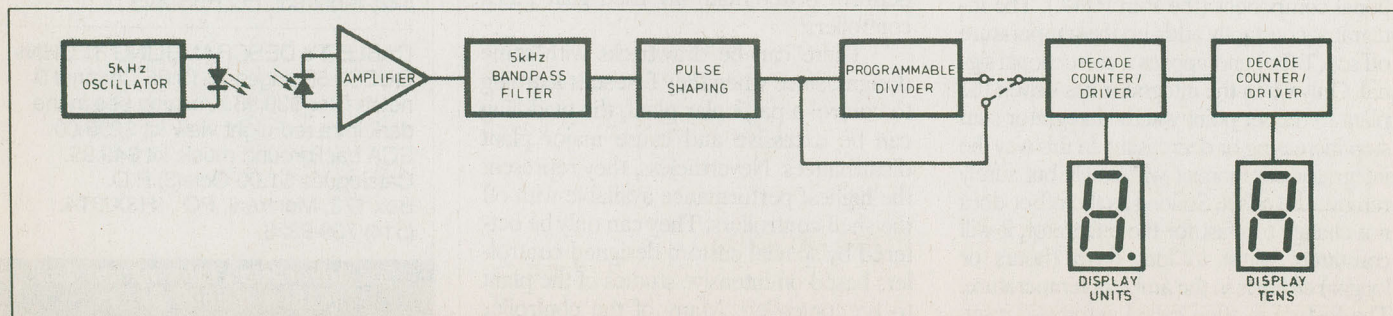 5kHz
OSCILLATOR
AMPLIFIER
5kHz
BANDPASS
FILTER
PULSE
SHAPING
PROGRAMMABLE
DIVIDER
DECADE
COUNTER/
DRIVER
DECADE
COUNTER/
DRIVER
DISPLAY
UNITS
DISPLAY
TENS